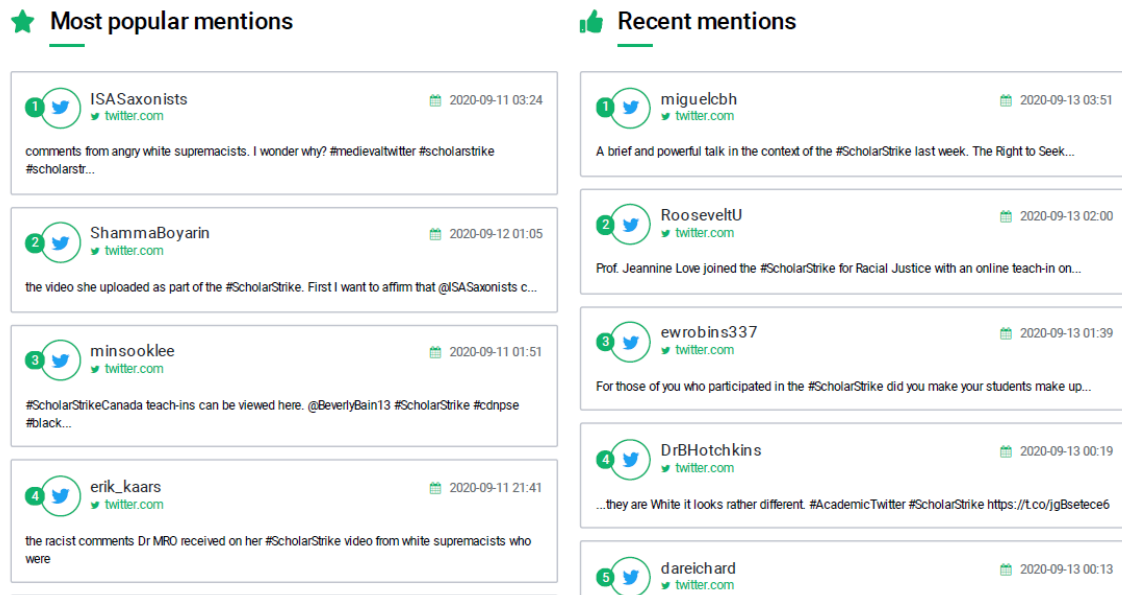 Most popular mentions
1
ISASaxonists
2020-09-11 03:24
twitter.com
comments from angry white supremacists. I wonder why? #medievaltwitter #scholarstrike
#scholarstr...
2
ShammaBoyarin
2020-09-12 01:05
twitter.com
the video she uploaded as part of the #ScholarStrike. First I want to affirm that @ISASaxonists c...
3
minsooklee
2020-09-11 01:51
twitter.com
#ScholarStrikeCanada teach-ins can be viewed here. @BeverlyBain13 #ScholarStrike #cdnpse
#black...
4
erik_kaars
2020-09-11 21:41
twitter.com
the racist comments Dr MRO received on her #ScholarStrike video from white supremacists who
were
Recent mentions
1
miguelcbh
2020-09-13 03:51
twitter.com
A brief and powerful talk in the context of the #ScholarStrike last week. The Right to Seek...
2
RooseveltU
2020-09-13 02:00
twitter.com
Prof. Jeannine Love joined the #ScholarStrike for Racial Justice with an online teach-in on...
3
ewrobins337
2020-09-13 01:39
twitter.com
For those of you who participated in the #ScholarStrike did you make your students make up...
4
DrBHotchkins
2020-09-13 00:19
twitter.com
...they are White it looks rather different. #AcademicTwitter #ScholarStrike https://t.co/jgBsetece6
5
dareichard
2020-09-13 00:13
twitter.com